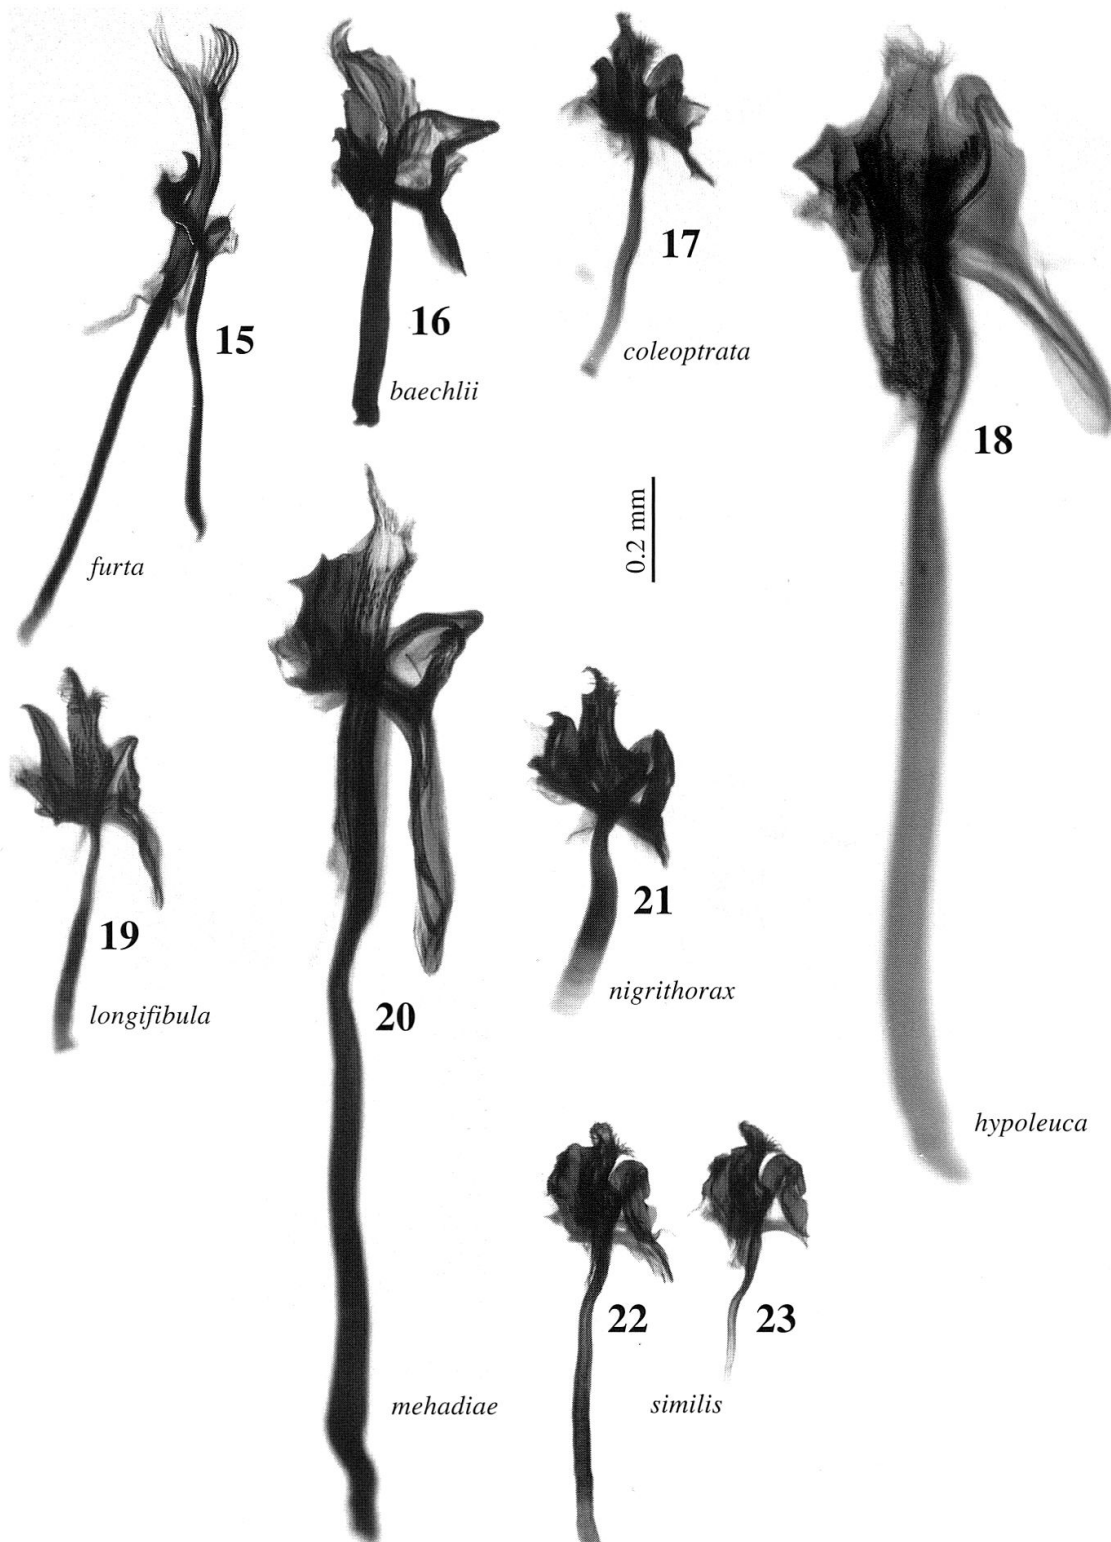 15
furta
16
baechlii
17
coleoptrata
18
hypoleuca
0.2 mm
19
longifibula
20
mehadiae
21
nigrithorax
22
23
similis